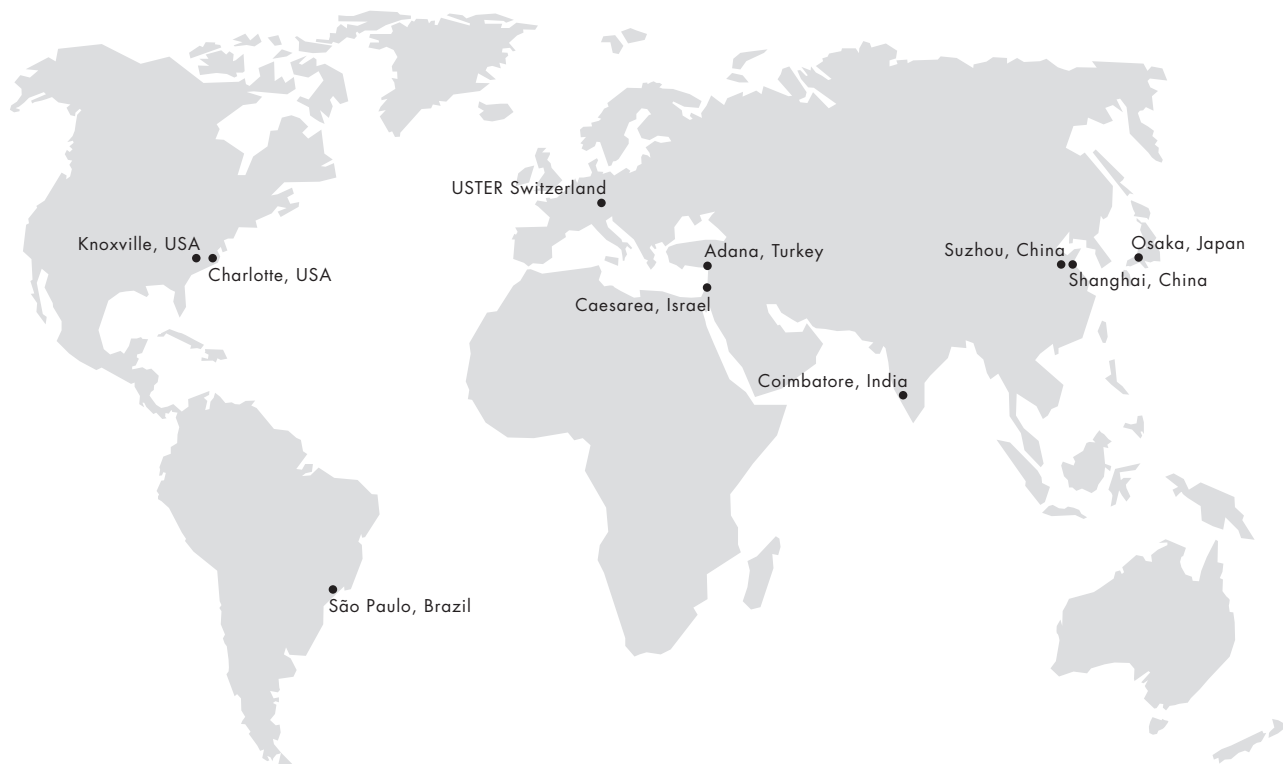 USTER Switzerland
Knoxville, USA
Charlotte, USA
Adana, Turkey
Caesarea, Israel
Suzhou, China
Osaka, Japan
Shanghai, China
Coimbatore, India
São Paulo, Brazil